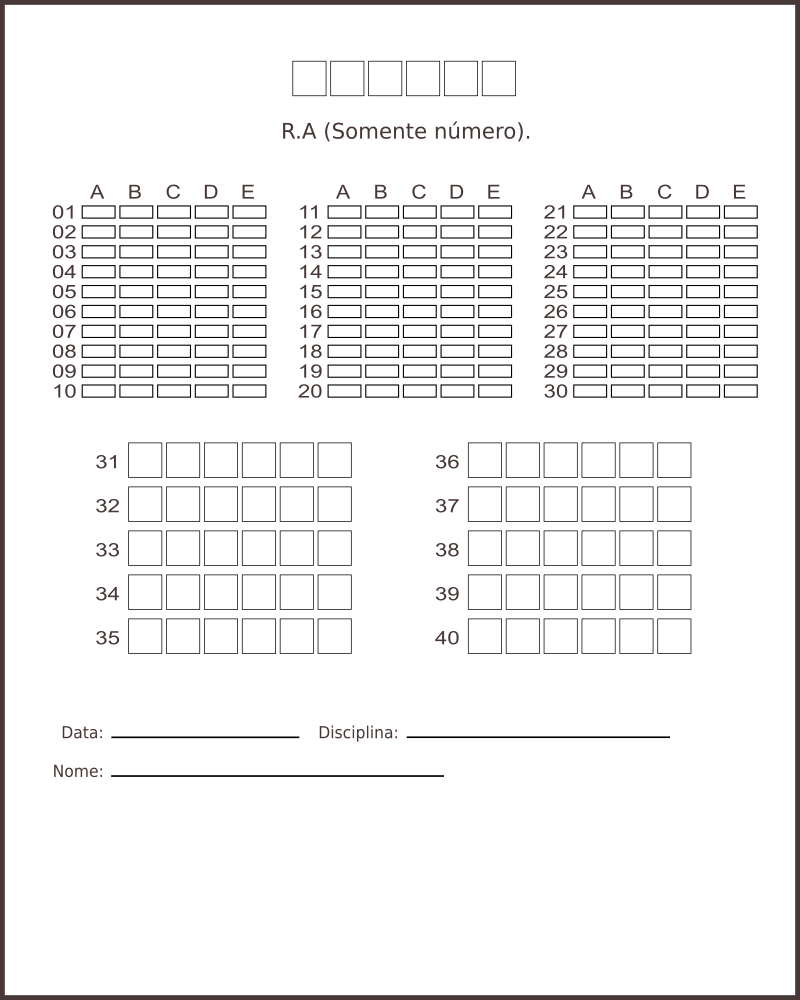 R.A (Somente número).
A B C D E A B C D E A B C D E
01 11 21
02 12 22
03 13 23
04 14 24
05 15 25
06 16 26
07 17 27
08 18 28
09 19 29
10 20 30
31 36
32 37
33 38
34 39
35 40
Data: Disciplina:
Nome: